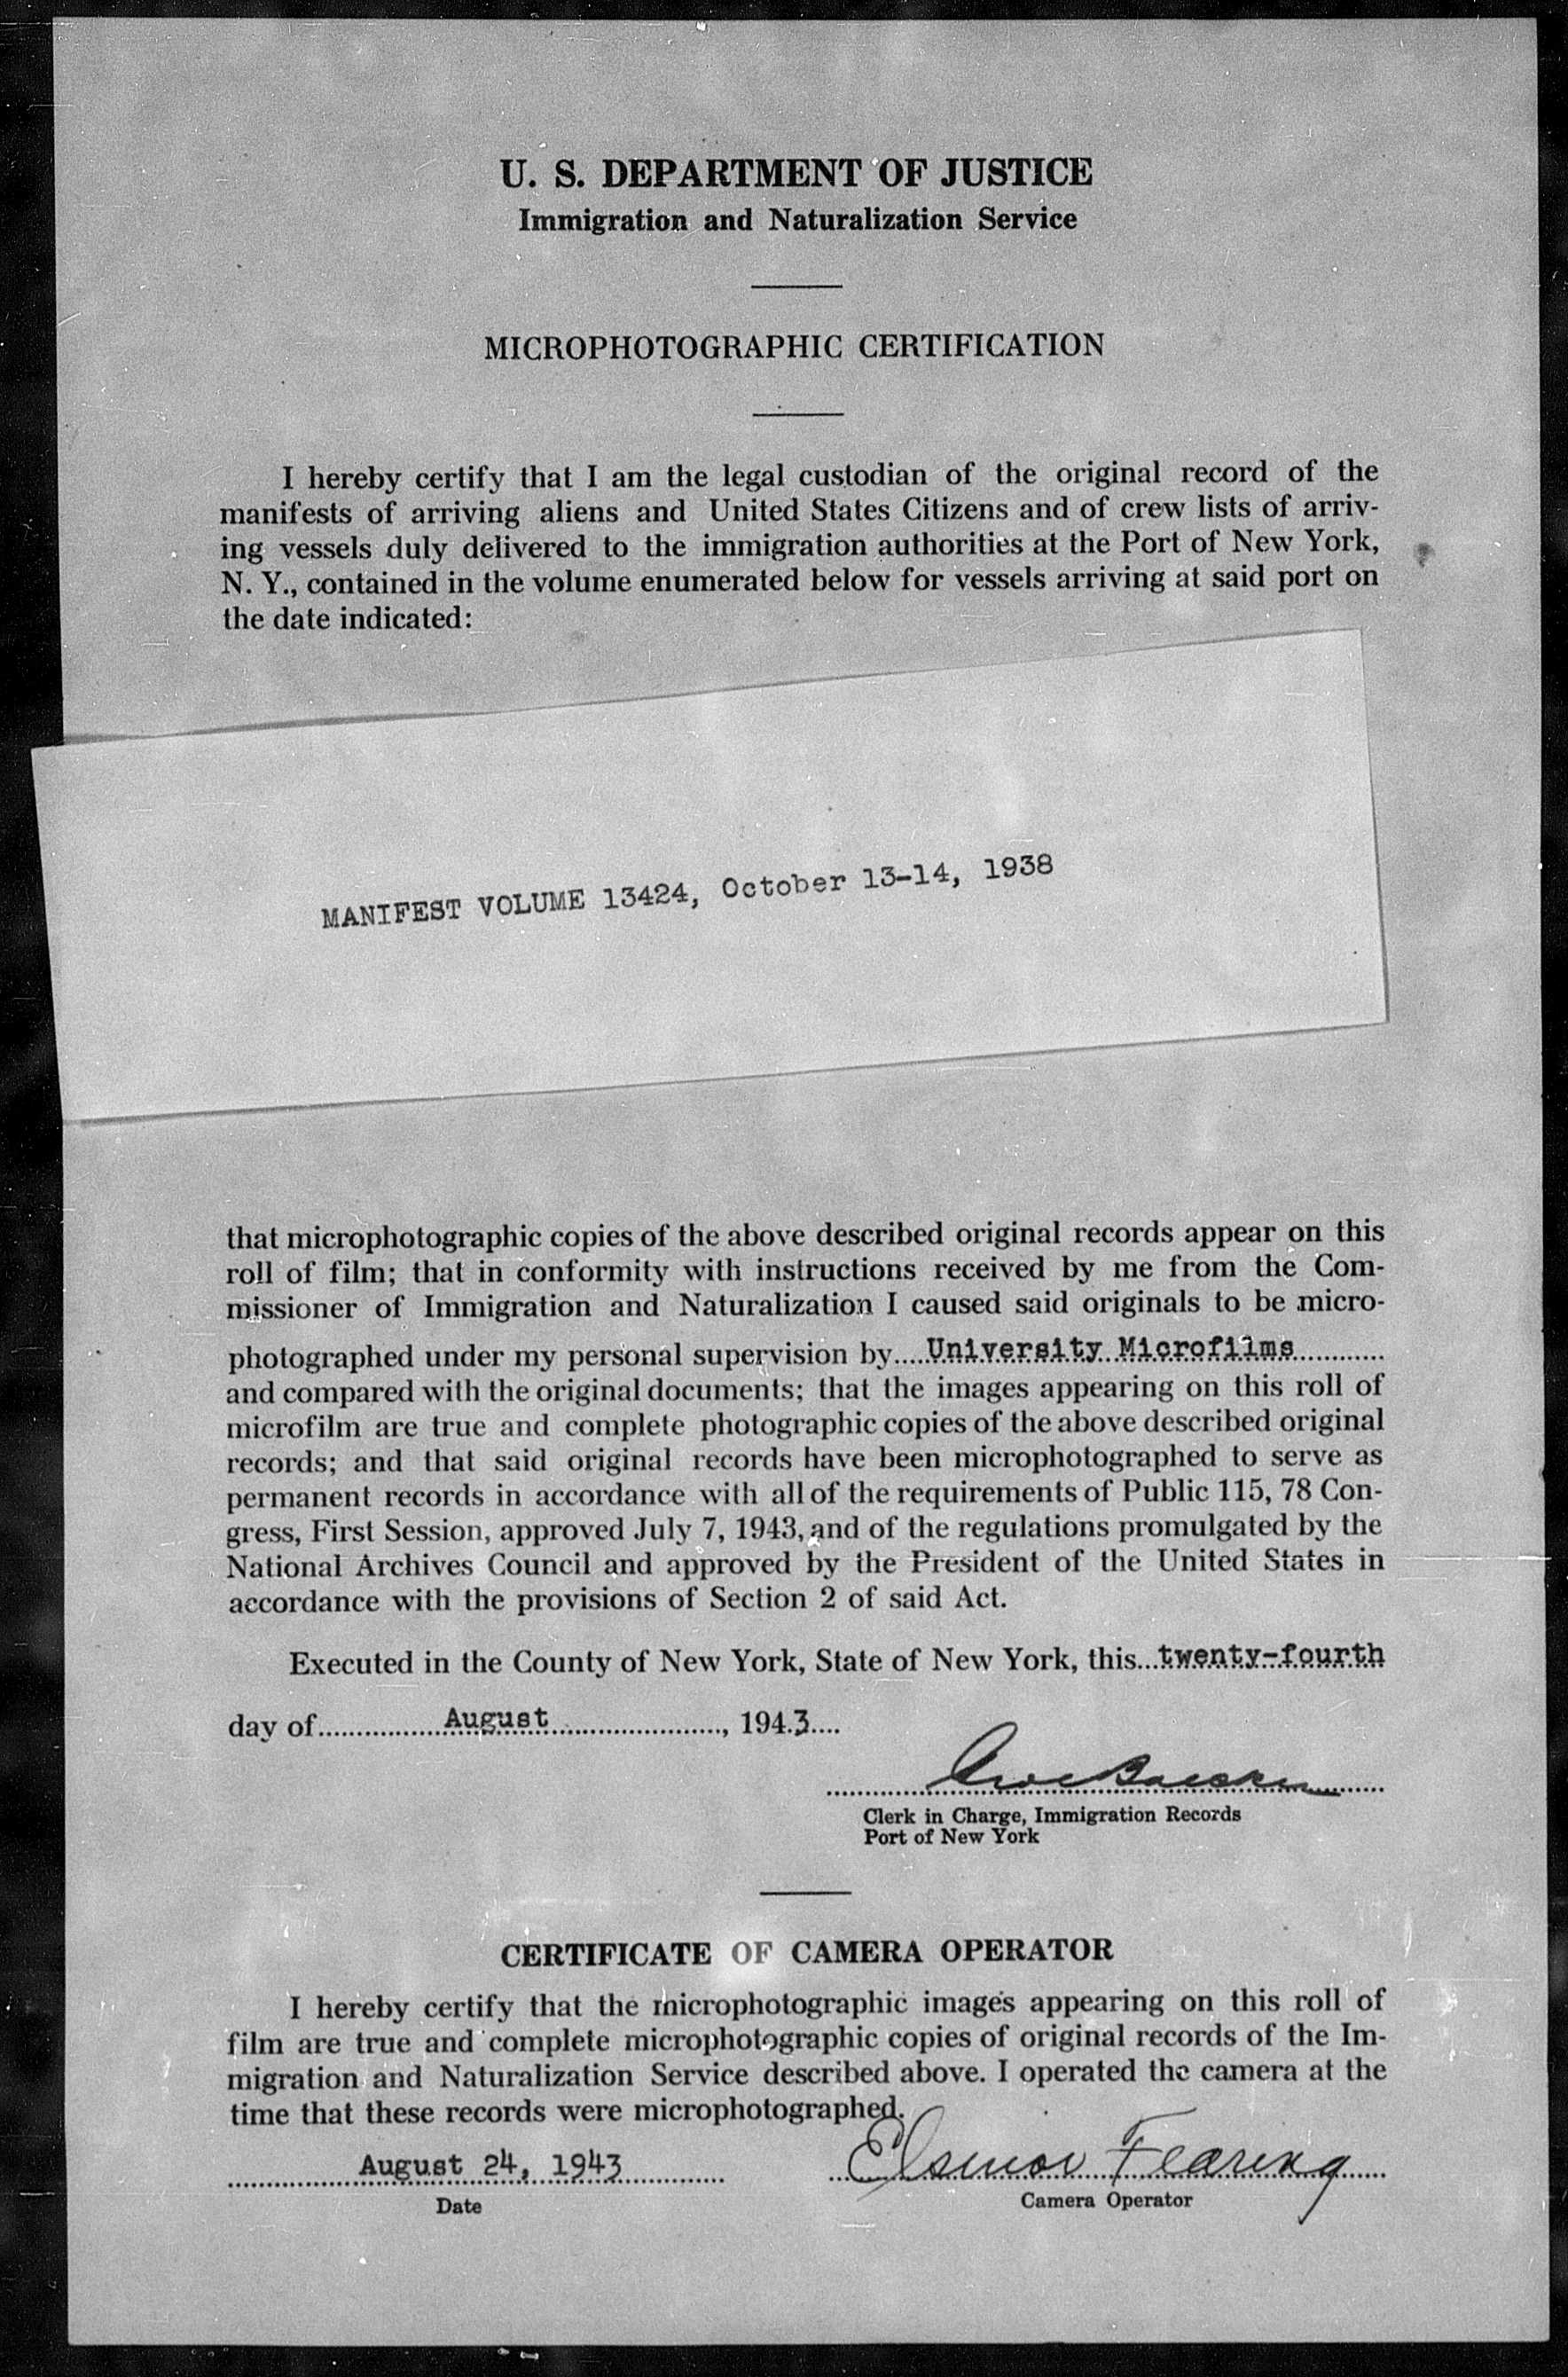 U. S. DEPARTMENT OF JUSTICE
Immigration and Naturalization Service
MICROPHOTOGRAPHIC CERTIFICATION
I hereby certify that I am the legal custodian of the original record of the
manifests of arriving aliens and United States Citizens and of crew lists of arriv-
ing vessels duly delivered to the immigration authorities at the Port of New York,
N. Y., contained in the volume enumerated below for vessels arriving at said port on
the date indicated:
MANIFEST VOLUME 13424, October 13-14, 1938
that microphotographic copies of the above described original records appear on this
roll of film; that in conformity with instructions received by me from the Com-
missioner of Immigration and Naturalization I caused said originals to be micro-
photographed under my personal supervision by....University Microfilms............
and compared with the original documents; that the images appearing on this roll of
microfilm are true and complete photographic copies of the above described original
records; and that said original records have been microphotographed to serve as
permanent records in accordance with all of the requirements of Public 115, 78 Con-
gress, First Session, approved July 7, 1943, and of the regulations promulgated by the
National Archives Council and approved by the President of the United States in
accordance with the provisions of Section 2 of said Act.
Executed in the County of New York, State of New York, this...twenty-fourth
day of................August......................, 194.3....
Clerk in Charge, Immigration Records
Port of New York
CERTIFICATE OF CAMERA OPERATOR
I hereby certify that the microphotographic images appearing on this roll of
film are true and complete microphotographic copies of original records of the Im-
migration and Naturalization Service described above. I operated the camera at the
time that these records were microphotographed.
August 24, 1943 Fearing
Date Camera Operator